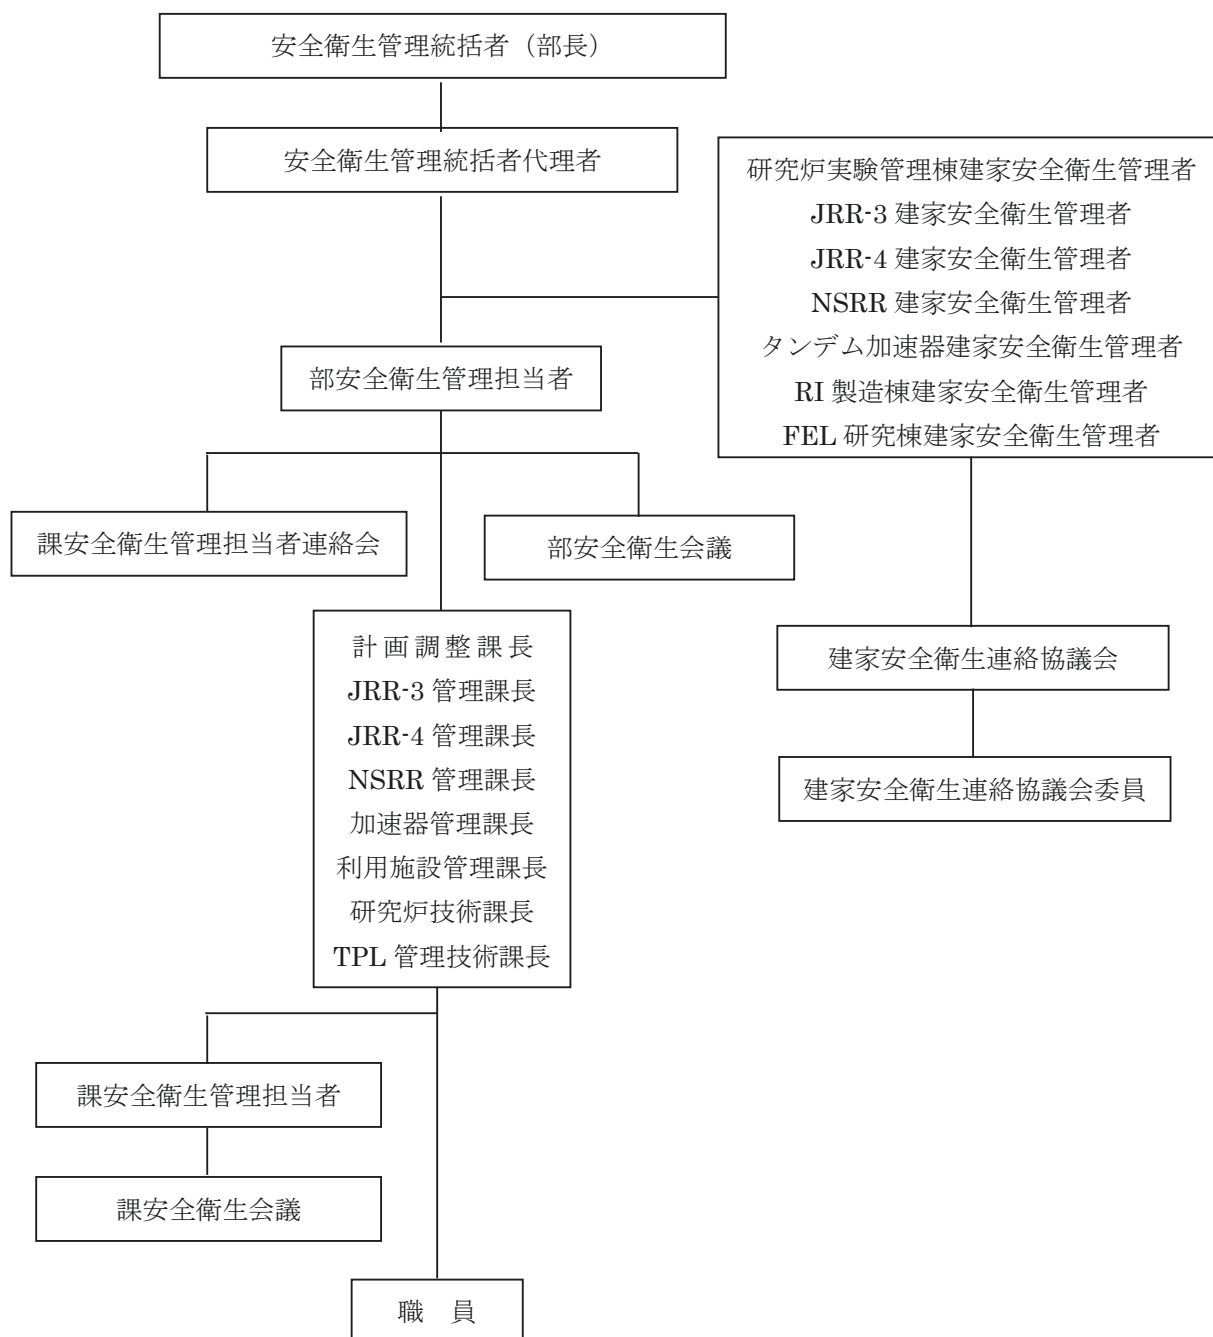 安全衛生管理統括者（部長）
安全衛生管理統括者代理者
研究炉実験管理棟建家安全衛生管理者
JRR-3 建家安全衛生管理者
JRR-4 建家安全衛生管理者
NSRR 建家安全衛生管理者
タンデム加速器建家安全衛生管理者
RI 製造棟建家安全衛生管理者
FEL 研究棟建家安全衛生管理者
部安全衛生管理担当者
課安全衛生管理担当者連絡会
部安全衛生会議
計画調整課長
JRR-3 管理課長
JRR-4 管理課長
NSRR 管理課長
加速器管理課長
利用施設管理課長
研究炉技術課長
TPL 管理技術課長
建家安全衛生連絡協議会
建家安全衛生連絡協議会委員
課安全衛生管理担当者
課安全衛生会議
職　員